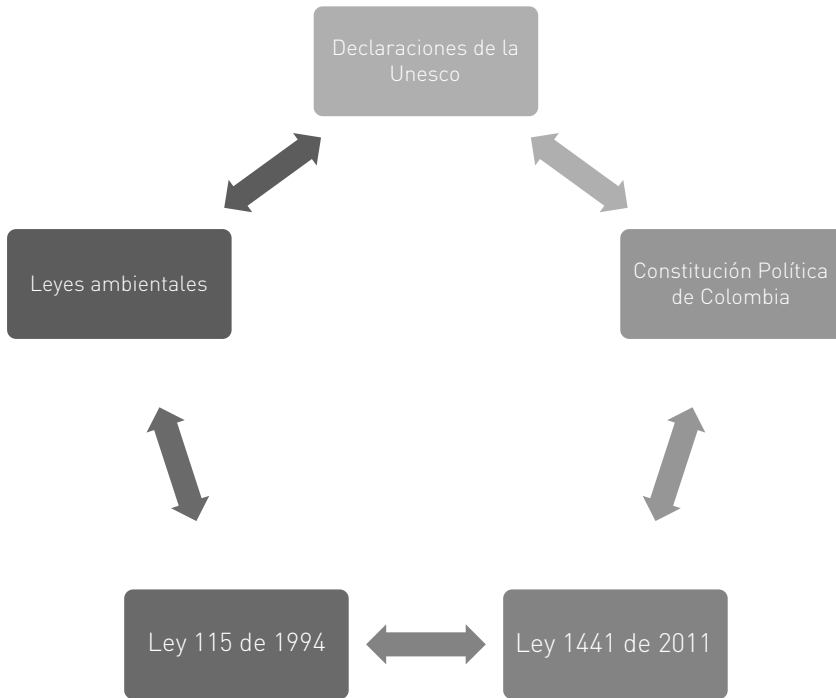 Declaraciones de la
Unesco
Leyes ambientales
Constitución Política
de Colombia
Ley 115 de 1994
Ley 1441 de 2011